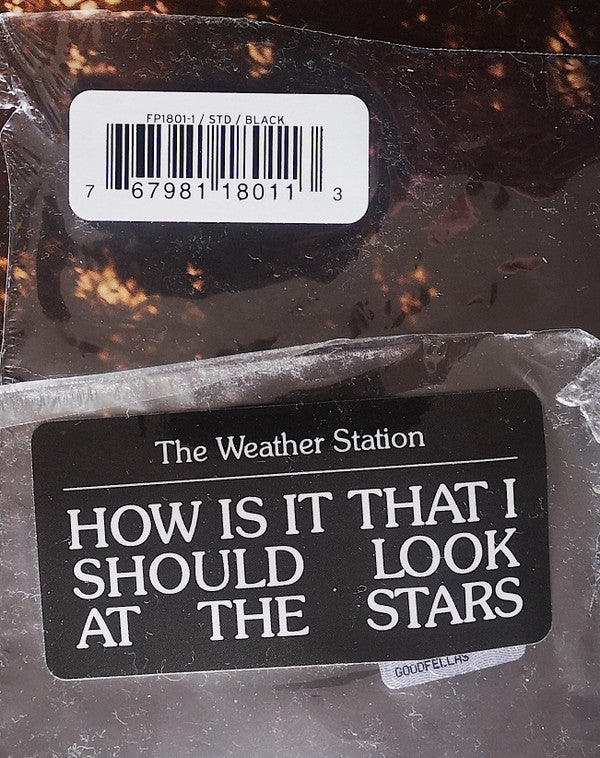 FP1801-1 / STD / BLACK
7 67981 18011 3
The Weather Station
HOW IS IT THAT I
SHOULD LOOK
AT THE STARS
GOODFELLAS